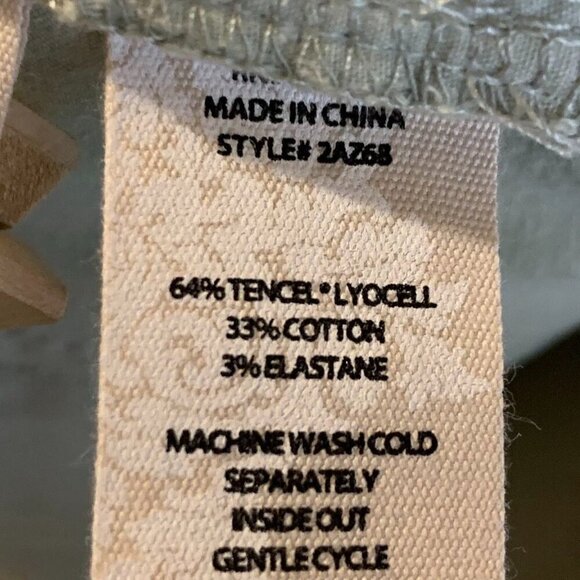 MADE IN CHINA
STYLE# 2AZ68
64% TENCEL® LYOCELL
33% COTTON
3% ELASTANE
MACHINE WASH COLD
SEPARATELY
INSIDE OUT
GENTLE CYCLE